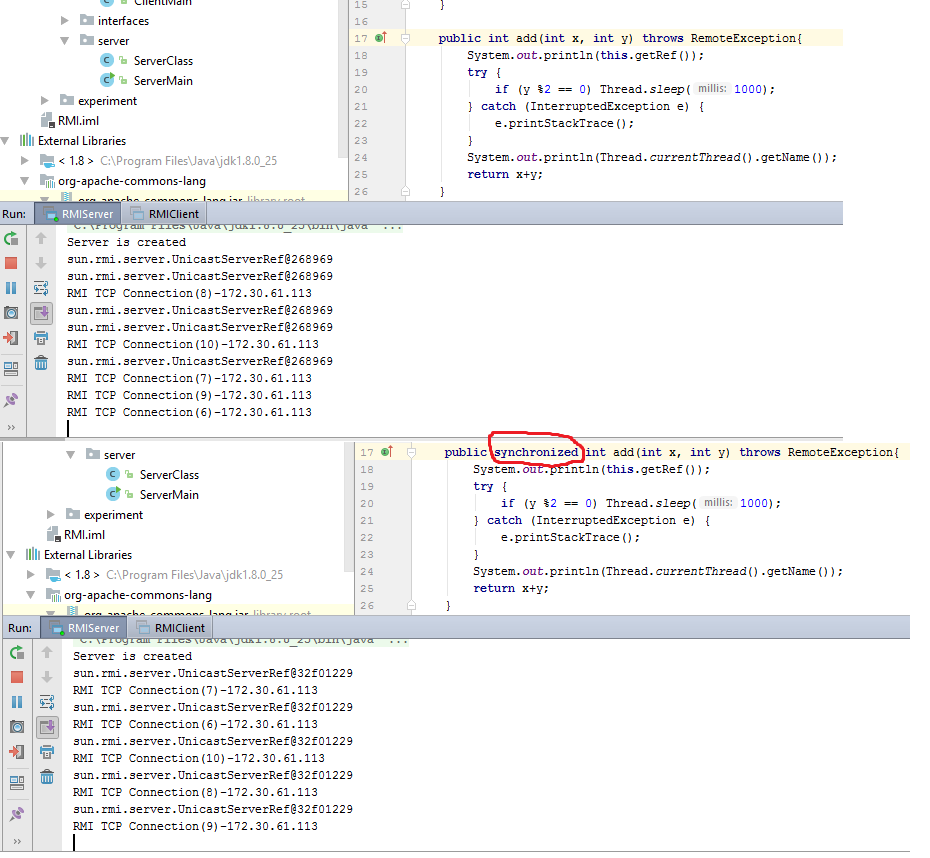 ClientMain
interfaces
server
ServerClass
ServerMain
experiment
RMI.iml
External Libraries
< 1.8 > C:\Program Files\Java\jdk1.8.0_25
org-apache-commons-lang
org-apache-commons-lang.jar library root
15 }
16
17 public int add(int x, int y) throws RemoteException{
18 System.out.println(this.getRef());
19 try {
20 if (y %2 == 0) Thread.sleep( millis: 1000);
21 } catch (InterruptedException e) {
22 e.printStackTrace();
23 }
24 System.out.println(Thread.currentThread().getName());
25 return x+y;
26 }
Run: RMIServer RMIClient
"C:\Program Files\Java\jdk1.8.0_25\bin\java" ...
Server is created
sun.rmi.server.UnicastServerRef@268969
sun.rmi.server.UnicastServerRef@268969
RMI TCP Connection(8)-172.30.61.113
sun.rmi.server.UnicastServerRef@268969
sun.rmi.server.UnicastServerRef@268969
RMI TCP Connection(10)-172.30.61.113
sun.rmi.server.UnicastServerRef@268969
RMI TCP Connection(7)-172.30.61.113
RMI TCP Connection(9)-172.30.61.113
RMI TCP Connection(6)-172.30.61.113
server
ServerClass
ServerMain
experiment
RMI.iml
External Libraries
< 1.8 > C:\Program Files\Java\jdk1.8.0_25
org-apache-commons-lang
org-apache-commons-lang.jar library root
17 public synchronized int add(int x, int y) throws RemoteException{
18 System.out.println(this.getRef());
19 try {
20 if (y %2 == 0) Thread.sleep( millis: 1000);
21 } catch (InterruptedException e) {
22 e.printStackTrace();
23 }
24 System.out.println(Thread.currentThread().getName());
25 return x+y;
26 }
Run: RMIServer RMIClient
"C:\Program Files\Java\jdk1.8.0_25\bin\java" ...
Server is created
sun.rmi.server.UnicastServerRef@32f01229
RMI TCP Connection(7)-172.30.61.113
sun.rmi.server.UnicastServerRef@32f01229
RMI TCP Connection(6)-172.30.61.113
sun.rmi.server.UnicastServerRef@32f01229
RMI TCP Connection(10)-172.30.61.113
sun.rmi.server.UnicastServerRef@32f01229
RMI TCP Connection(8)-172.30.61.113
sun.rmi.server.UnicastServerRef@32f01229
RMI TCP Connection(9)-172.30.61.113